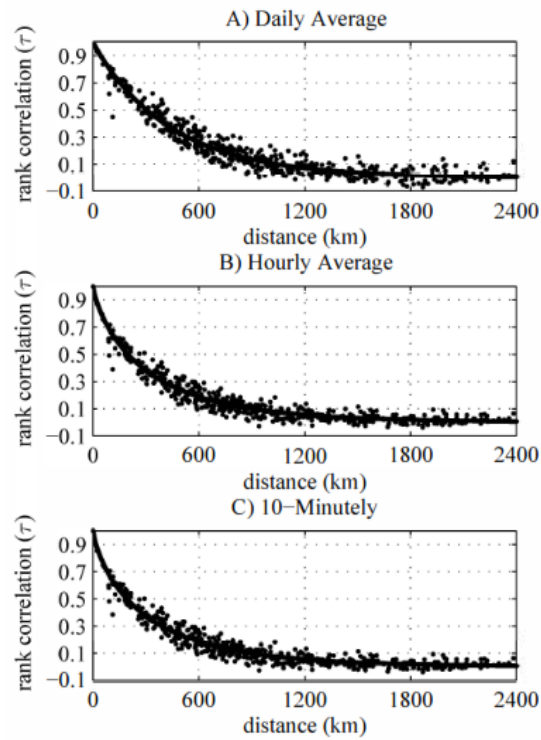 A) Daily Average
rank correlation (τ)
0.9
0.7
0.5
0.3
0.1
−0.1
0 600 1200 1800 2400
distance (km)
B) Hourly Average
rank correlation (τ)
0.9
0.7
0.5
0.3
0.1
−0.1
0 600 1200 1800 2400
distance (km)
C) 10−Minutely
rank correlation (τ)
0.9
0.7
0.5
0.3
0.1
−0.1
0 600 1200 1800 2400
distance (km)